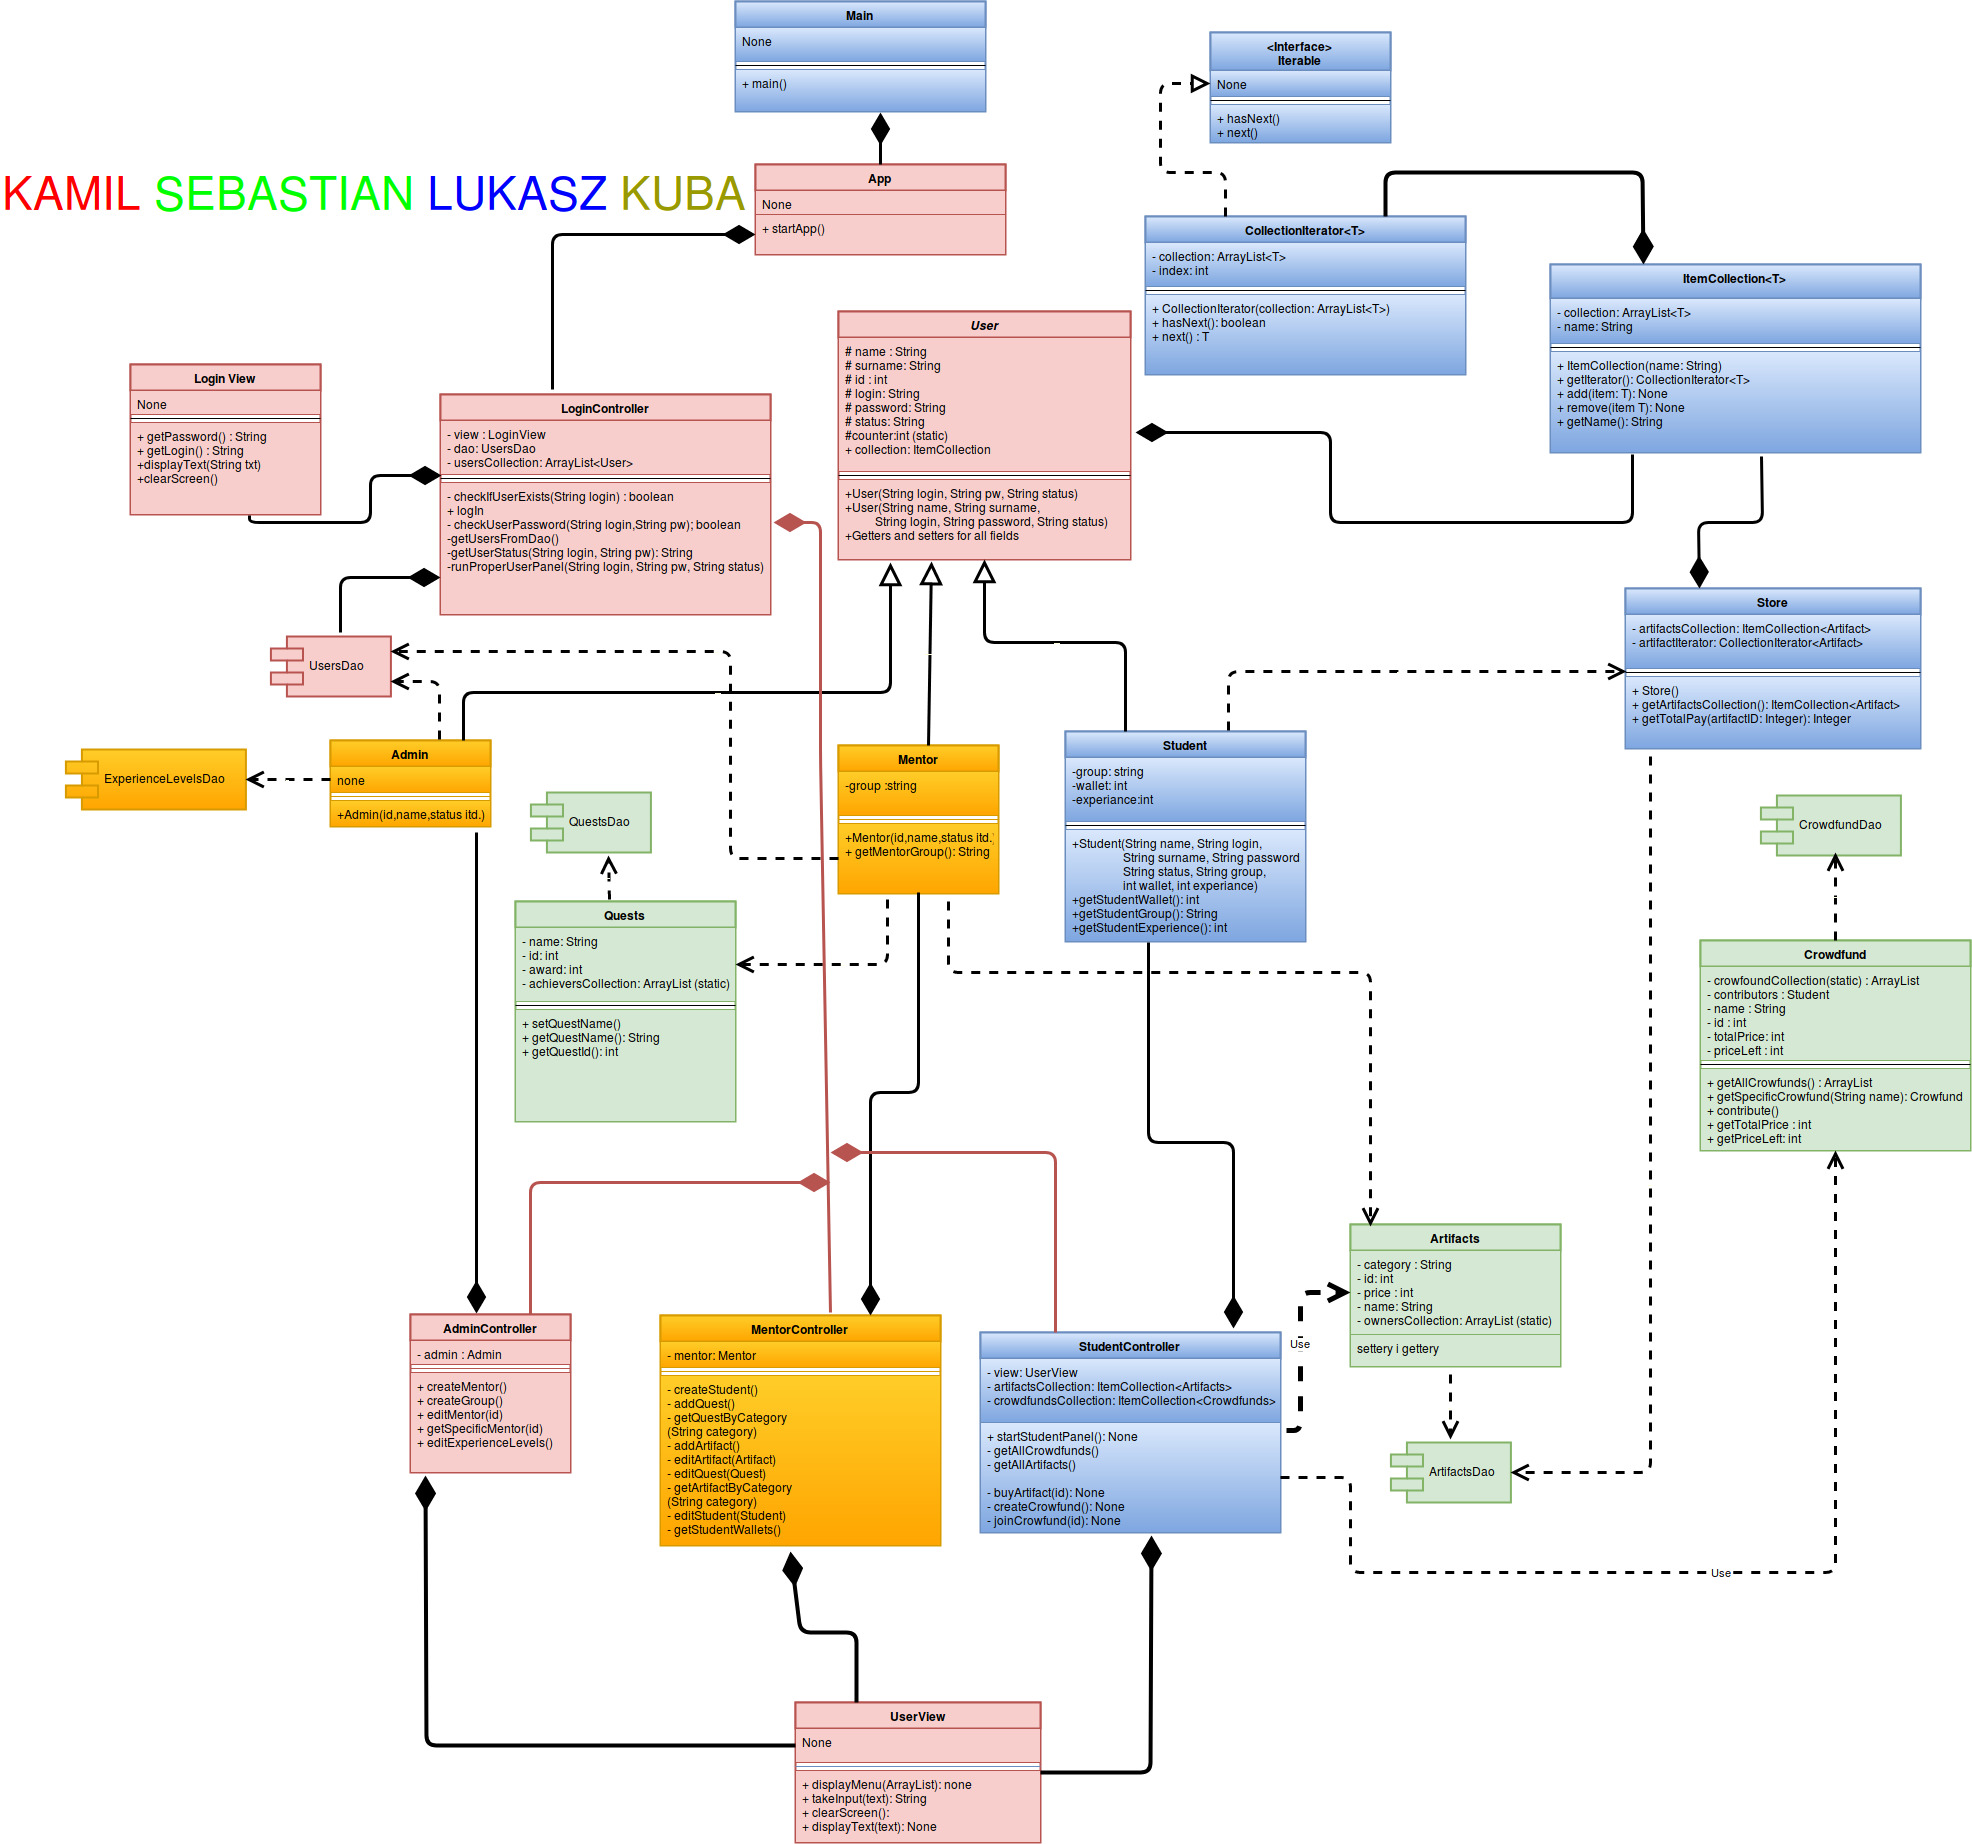 Main
None
+ main()
<Interface>
Iterable
None
+ hasNext()
+ next()
KAMIL SEBASTIAN LUKASZ KUBA
App
None
+ startApp()
CollectionIterator<T>
- collection: ArrayList<T>
- index: int
+ CollectionIterator(collection: ArrayList<T>)
+ hasNext(): boolean
+ next() : T
ItemCollection<T>
- collection: ArrayList<T>
- name: String
+ ItemCollection(name: String)
+ getIterator(): CollectionIterator<T>
+ add(item: T): None
+ remove(item T): None
+ getName(): String
User
# name : String
# surname: String
# id : int
# login: String
# password: String
# status: String
#counter:int (static)
+ collection: ItemCollection
+User(String login, String pw, String status)
+User(String name, String surname,
String login, String password, String status)
+Getters and setters for all fields
Login View
None
+ getPassword() : String
+ getLogin() : String
+displayText(String txt)
+clearScreen()
LoginController
- view : LoginView
- dao: UsersDao
- usersCollection: ArrayList<User>
- checkIfUserExists(String login) : boolean
+ logIn
- checkUserPassword(String login,String pw); boolean
-getUsersFromDao()
-getUserStatus(String login, String pw): String
-runProperUserPanel(String login, String pw, String status)
UsersDao
Store
- artifactsCollection: ItemCollection<Artifact>
- artifactIterator: CollectionIterator<Artifact>
+ Store()
+ getArtifactsCollection(): ItemCollection<Artifact>
+ getTotalPay(artifactID: Integer): Integer
ExperienceLevelsDao
Admin
none
+Admin(id,name,status itd.)
QuestsDao
Mentor
-group :string
+Mentor(id,name,status itd.
+ getMentorGroup(): String
Student
-group: string
-wallet: int
-experiance:int
+Student(String name, String login,
String surname, String password
String status, String group,
int wallet, int experiance)
+getStudentWallet(): int
+getStudentGroup(): String
+getStudentExperience(): int
CrowdfundDao
Quests
- name: String
- id: int
- award: int
- achieversCollection: ArrayList (static)
+ setQuestName()
+ getQuestName(): String
+ getQuestId(): int
Crowdfund
- crowfoundCollection(static) : ArrayList
- contributors : Student
- name : String
- id : int
- totalPrice: int
- priceLeft : int
+ getAllCrowfunds() : ArrayList
+ getSpecificCrowfund(String name): Crowfund
+ contribute()
+ getTotalPrice : int
+ getPriceLeft: int
Artifacts
- category : String
- id: int
- price : int
- name: String
- ownersCollection: ArrayList (static)
settery i gettery
AdminController
- admin : Admin
+ createMentor()
+ createGroup()
+ editMentor(id)
+ getSpecificMentor(id)
+ editExperienceLevels()
MentorController
- mentor: Mentor
- createStudent()
- addQuest()
- getQuestByCategory
(String category)
- addArtifact()
- editArtifact(Artifact)
- editQuest(Quest)
- getArtifactByCategory
(String category)
- editStudent(Student)
- getStudentWallets()
StudentController
- view: UserView
- artifactsCollection: ItemCollection<Artifacts>
- crowdfundsCollection: ItemCollection<Crowdfunds>
+ startStudentPanel(): None
- getAllCrowdfunds()
- getAllArtifacts()
- buyArtifact(id): None
- createCrowfund(): None
- joinCrowfund(id): None
Use
ArtifactsDao
Use
UserView
None
+ displayMenu(ArrayList): none
+ takeInput(text): String
+ clearScreen():
+ displayText(text): None